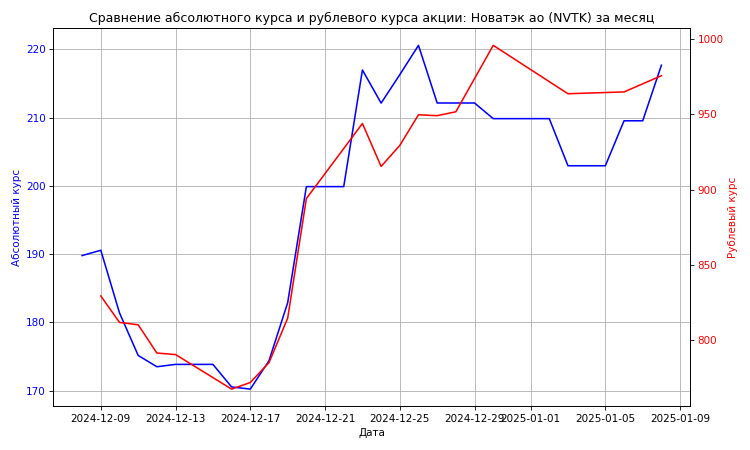 Сравнение абсолютного курса и рублевого курса акции: Новатэк ао (NVTK) за месяц
220
210
200
190
180
170
Абсолютный курс
1000
950
900
850
800
Рублевый курс
2024-12-09 2024-12-13 2024-12-17 2024-12-21 2024-12-25 2024-12-29 2025-01-01 2025-01-05 2025-01-09
Дата